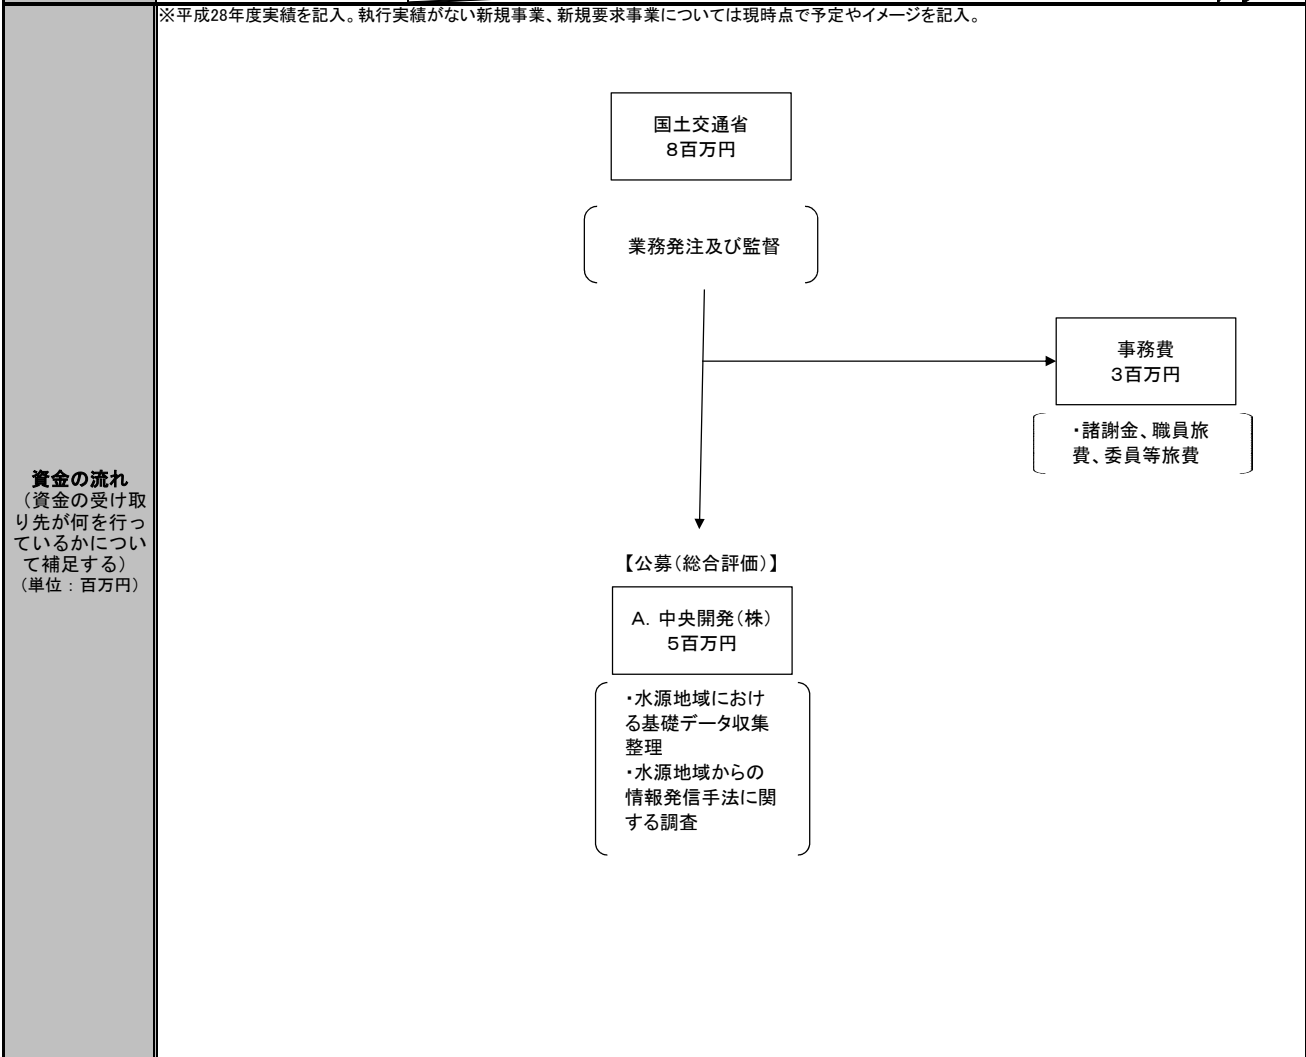 ※平成28年度実績を記入。執行実績がない新規事業、新規要求事業については現時点で予定やイメージを記入。
国土交通省
８百万円
業務発注及び監督
事務費
３百万円
・諸謝金、職員旅
費、委員等旅費
資金の流れ
（資金の受け取
り先が何を行っ
ているかについ
て補足する）
（単位：百万円）
【公募（総合評価）】
Ａ．中央開発（株）
５百万円
・水源地域におけ
る基礎データ収集
整理
・水源地域からの
情報発信手法に関
する調査